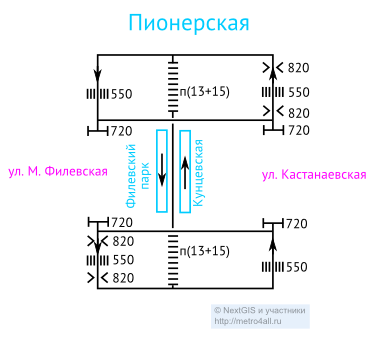 Пионерская
820
550
п(13+15)
550
820
720
720
Филевский
парк
Кунцевская
ул. М. Филевская
ул. Кастанаевская
720
720
820
п(13+15)
550
550
820
© NextGIS и участники
http://metro4all.ru